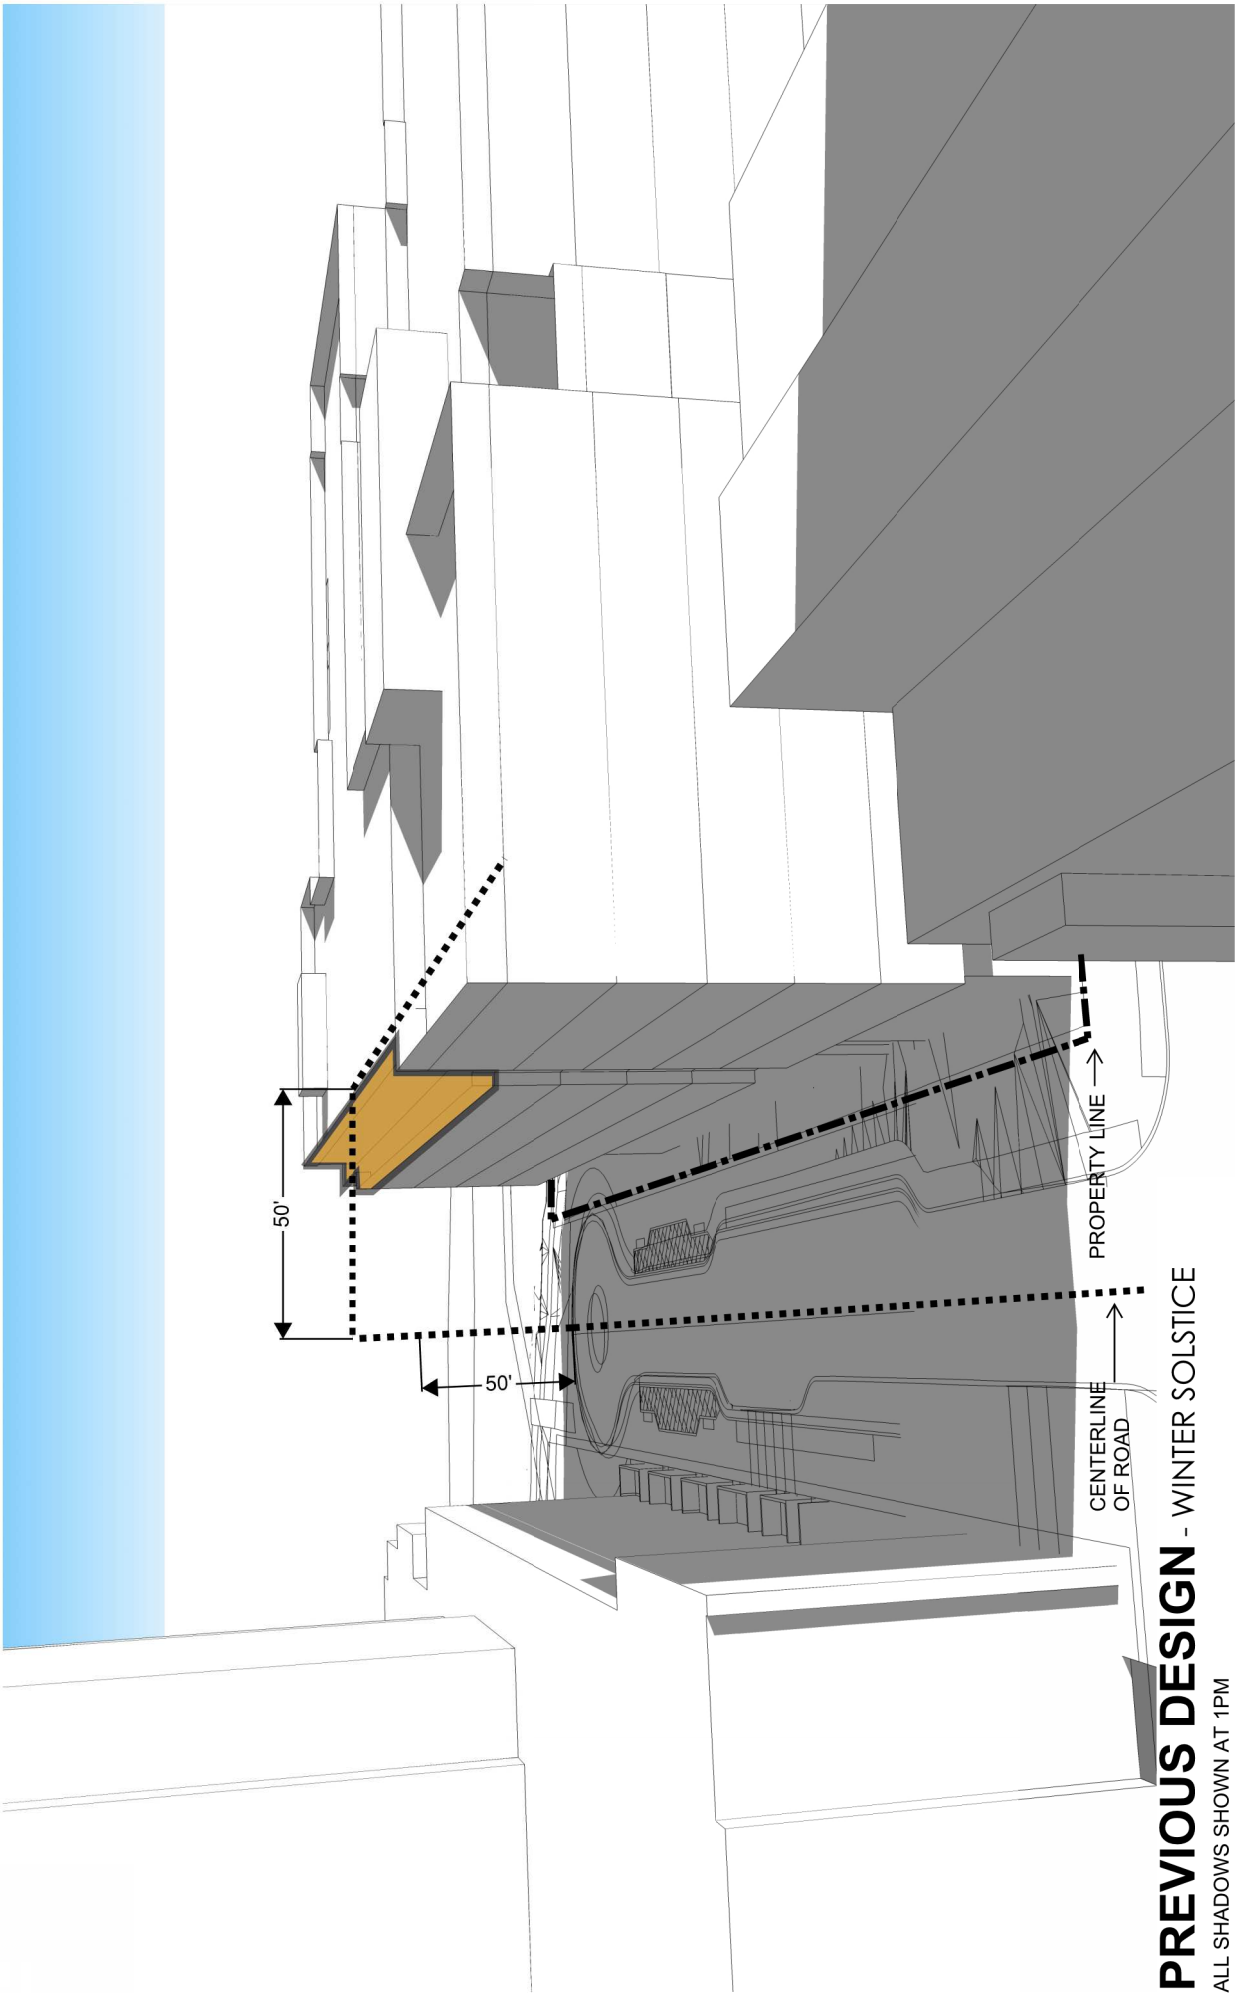 50'
50'
CENTERLINE
OF ROAD
PROPERTY LINE
PREVIOUS DESIGN - WINTER SOLSTICE
ALL SHADOWS SHOWN AT 1PM